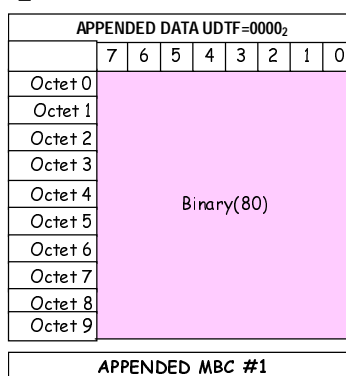 APPENDED DATA UDTF=0000₂
7 6 5 4 3 2 1 0
Octet 0
Octet 1
Octet 2
Octet 3
Octet 4
Octet 5
Octet 6
Octet 7
Octet 8
Octet 9
Binary(80)
APPENDED MBC #1